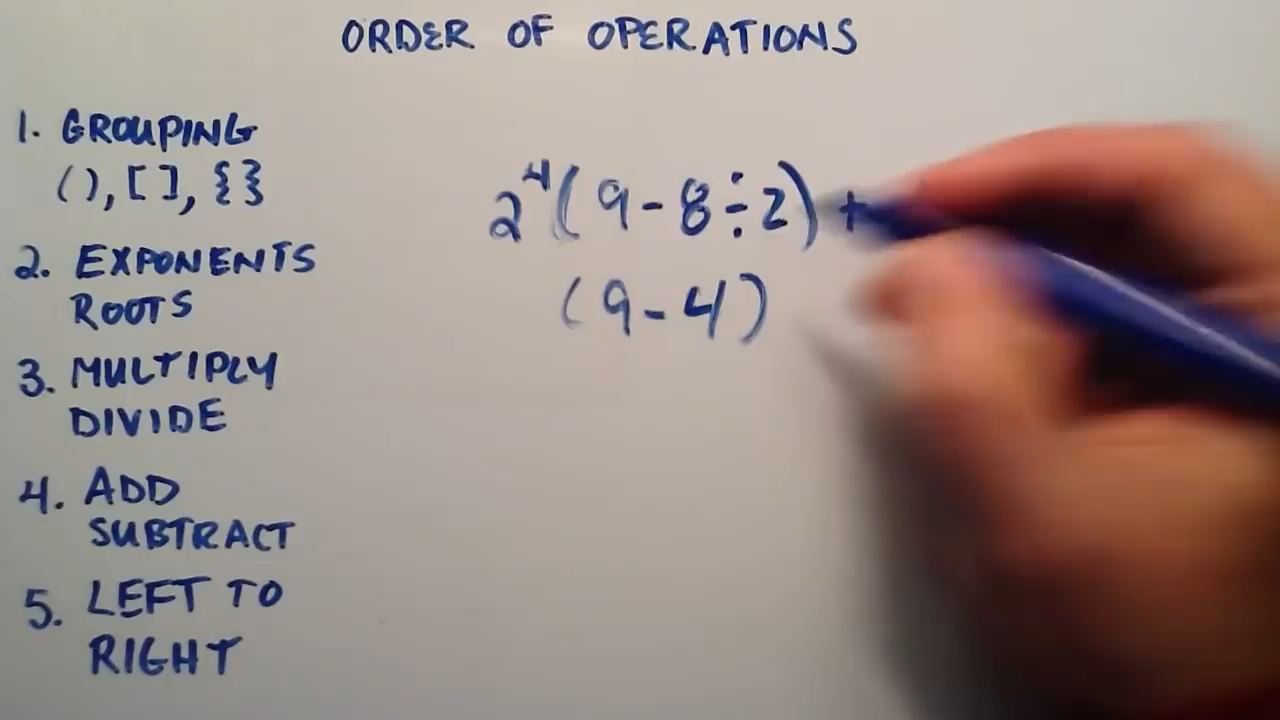 ORDER OF OPERATIONS
1. GROUPING
(), [], {}
2. EXPONENTS
ROOTS
3. MULTIPLY
DIVIDE
4. ADD
SUBTRACT
5. LEFT TO
RIGHT
2⁴(9-8÷2)+
(9-4)